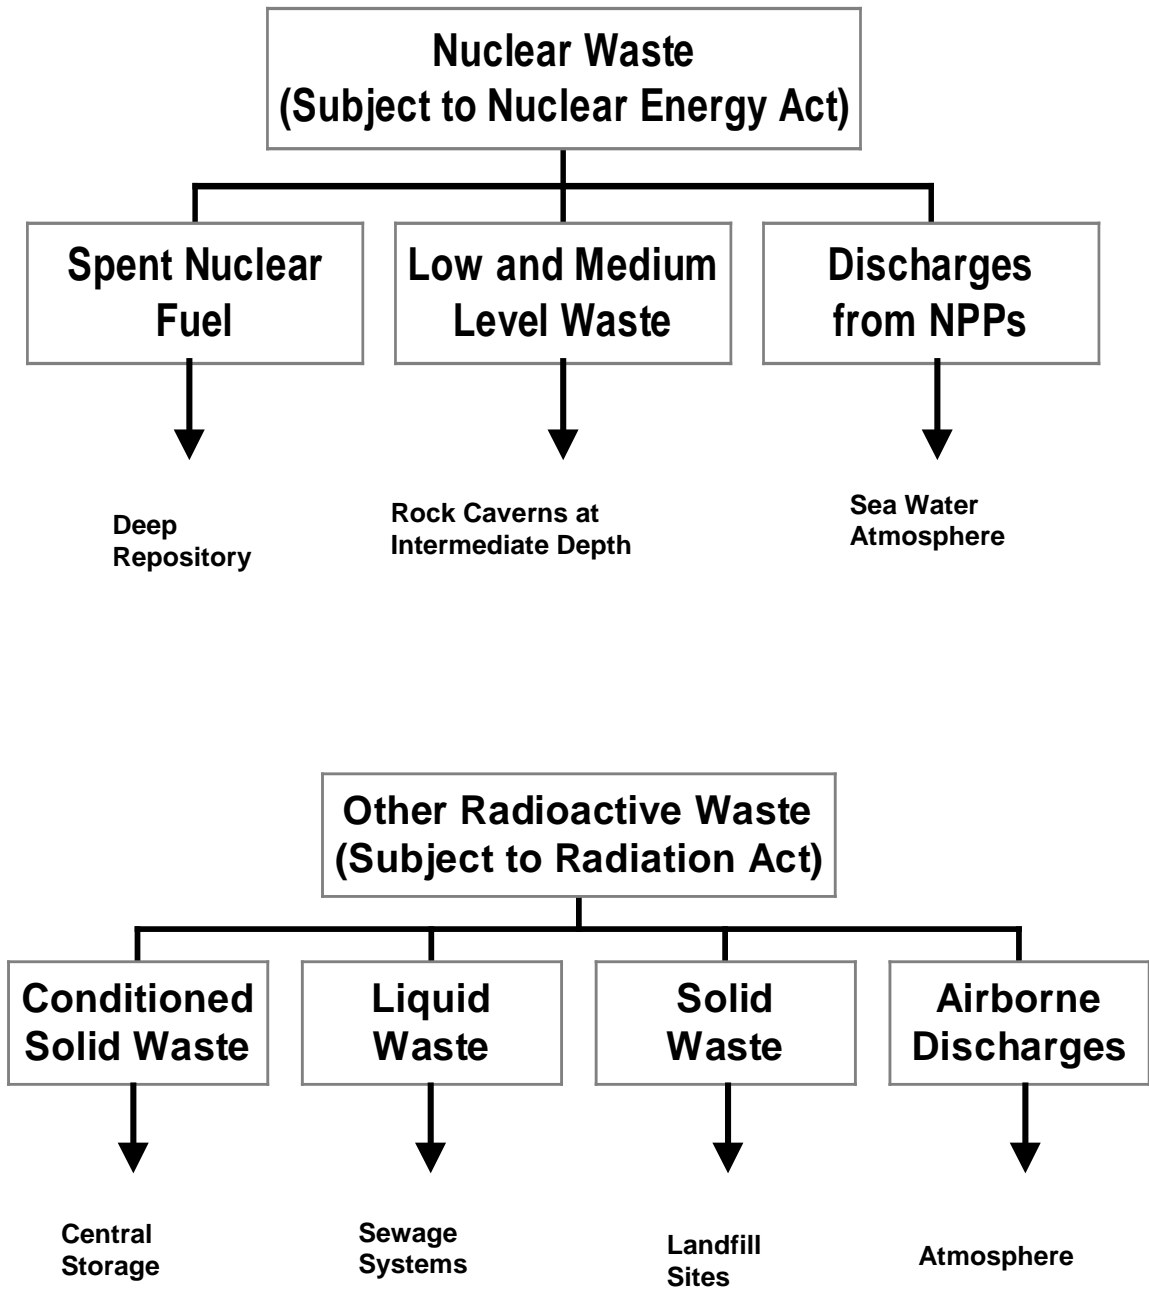 Nuclear Waste
(Subject to Nuclear Energy Act)
Spent Nuclear
Fuel
Low and Medium
Level Waste
Discharges
from NPPs
Deep
Repository
Rock Caverns at
Intermediate Depth
Sea Water
Atmosphere
Other Radioactive Waste
(Subject to Radiation Act)
Conditioned
Solid Waste
Liquid
Waste
Solid
Waste
Airborne
Discharges
Central
Storage
Sewage
Systems
Landfill
Sites
Atmosphere